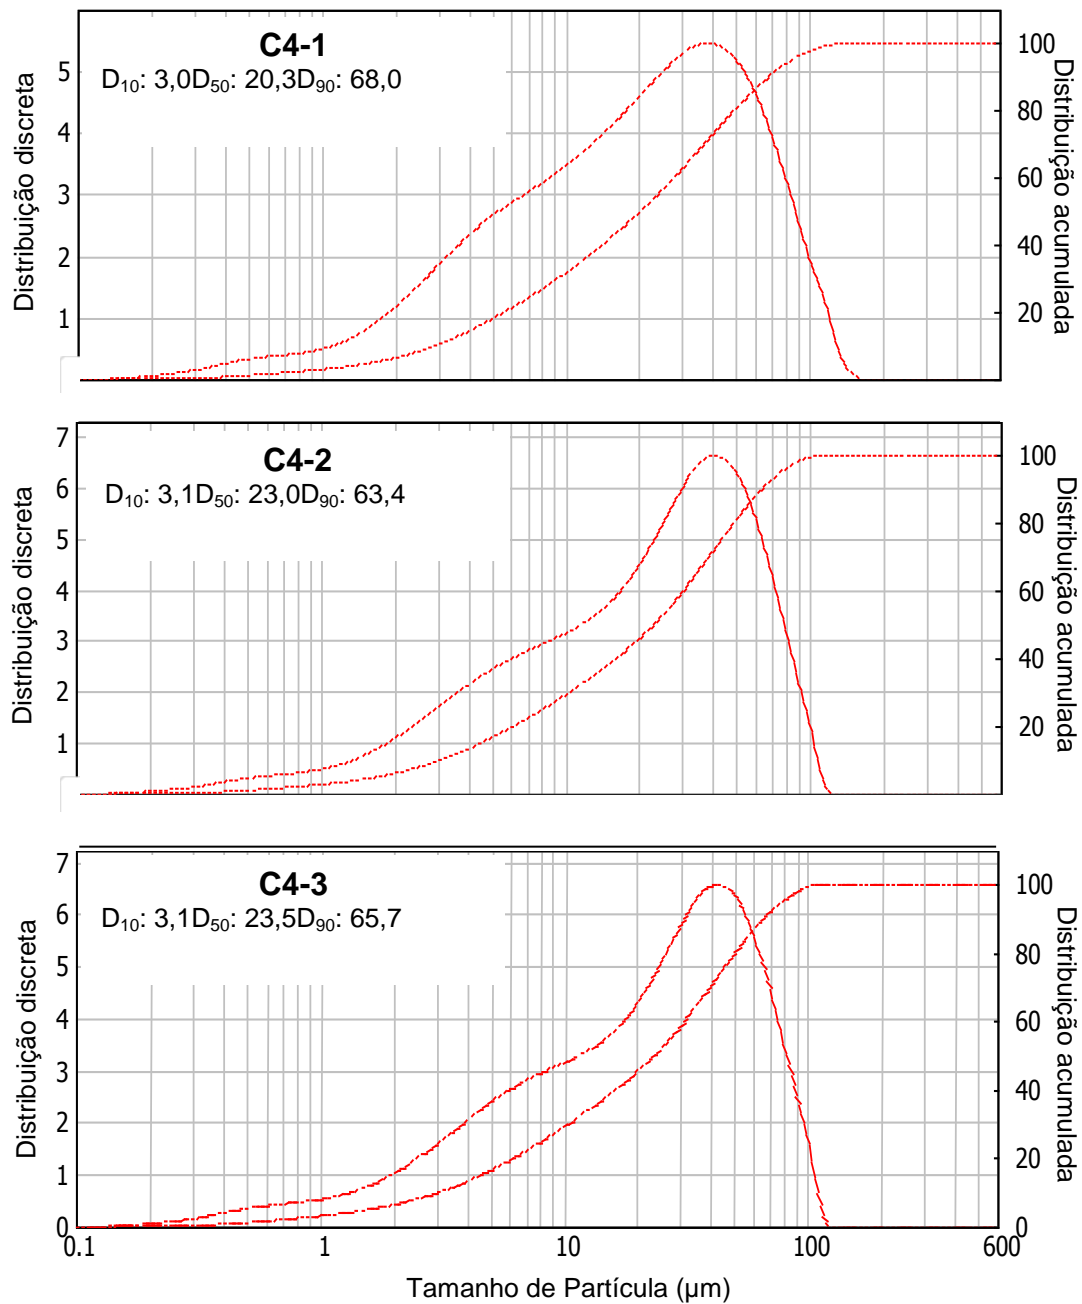 C4-1
D10: 3,0D50: 20,3D90: 68,0
Distribuição discreta
5
4
3
2
1
100
80
60
40
20
Distribuição acumulada
C4-2
D10: 3,1D50: 23,0D90: 63,4
Distribuição discreta
7
6
5
4
3
2
1
100
80
60
40
20
Distribuição acumulada
C4-3
D10: 3,1D50: 23,5D90: 65,7
Distribuição discreta
7
6
5
4
3
2
1
0
100
80
60
40
20
0
Distribuição acumulada
0.1 1 10 100 600
Tamanho de Partícula (µm)